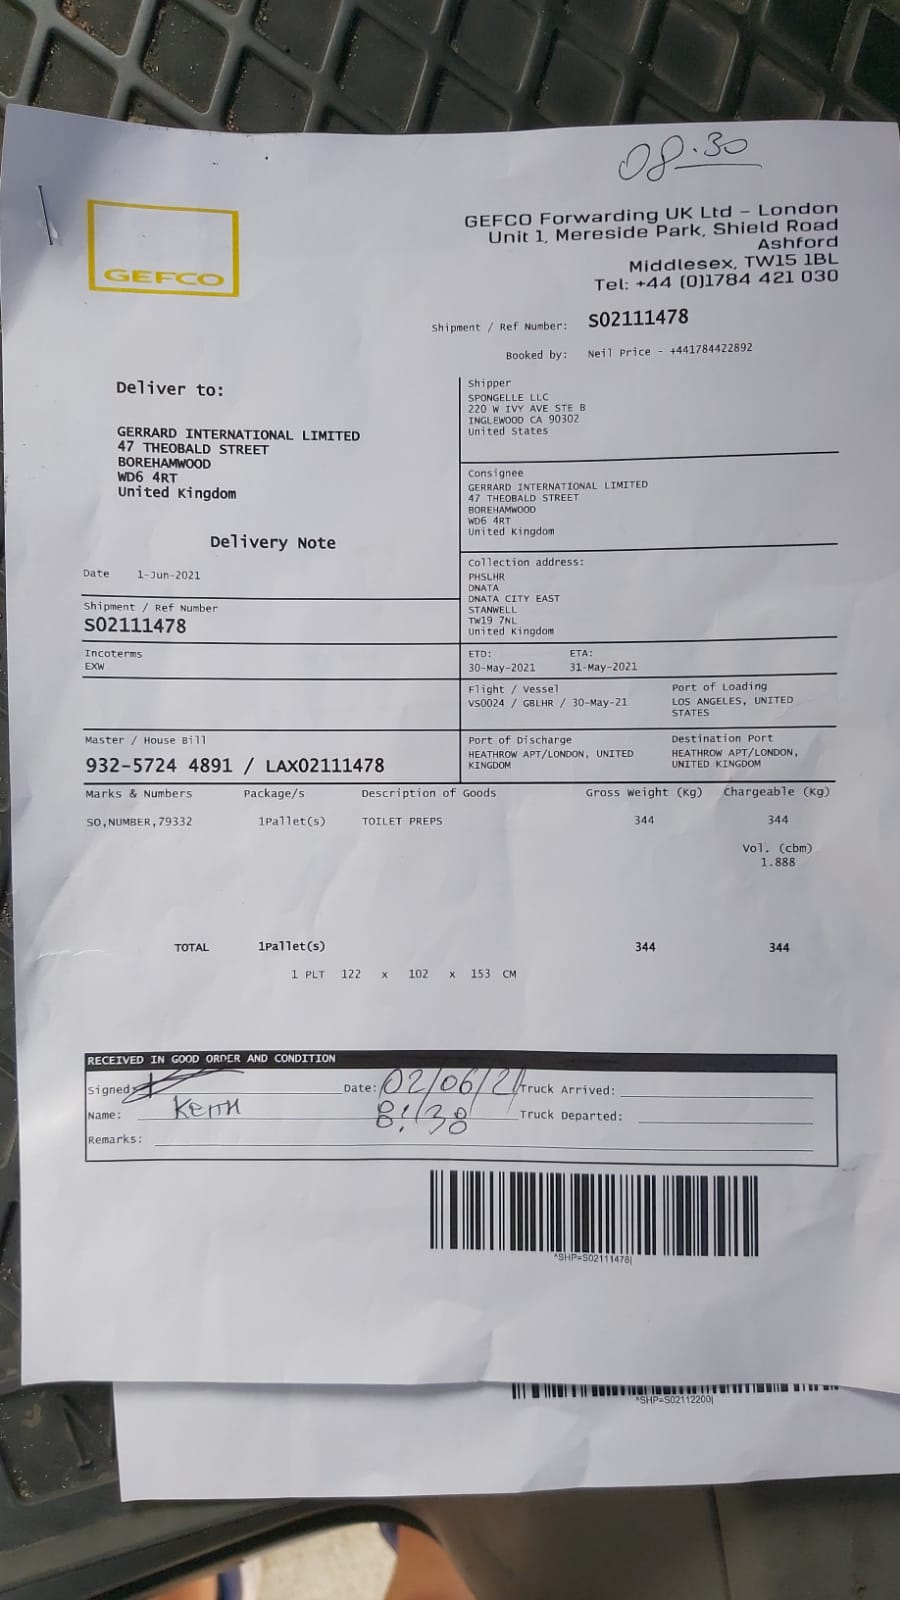 08.30
GEFCO
GEFCO Forwarding UK Ltd – London
Unit 1, Mereside Park, Shield Road
Ashford
Middlesex, TW15 1BL
Tel: +44 (0)1784 421 030
Shipment / Ref Number: S02111478
Booked by: Neil Price - +441784422892
Deliver to:
GERRARD INTERNATIONAL LIMITED
47 THEOBALD STREET
BOREHAMWOOD
WD6 4RT
United Kingdom
Shipper
SPONGELLE LLC
220 W IVY AVE STE B
INGLEWOOD CA 90302
United States
Consignee
GERRARD INTERNATIONAL LIMITED
47 THEOBALD STREET
BOREHAMWOOD
WD6 4RT
United Kingdom
Delivery Note
Date 1-Jun-2021
Shipment / Ref Number
S02111478
Incoterms
EXW
Collection address:
PHSLHR
DNATA
DNATA CITY EAST
STANWELL
TW19 7NL
United Kingdom
ETD: ETA:
30-May-2021 31-May-2021
Flight / Vessel Port of Loading
VS0024 / GBLHR / 30-May-21 LOS ANGELES, UNITED
STATES
Master / House Bill
932-5724 4891 / LAX02111478
Port of Discharge Destination Port
HEATHROW APT/LONDON, UNITED HEATHROW APT/LONDON,
KINGDOM UNITED KINGDOM
Marks & Numbers Package/s Description of Goods Gross Weight (Kg) Chargeable (Kg)
SO,NUMBER,79332 1Pallet(s) TOILET PREPS 344 344
Vol. (cbm)
1.888
TOTAL 1Pallet(s) 344 344
1 PLT 122 x 102 x 153 CM
RECEIVED IN GOOD ORDER AND CONDITION
Signed: Date: 02/06/21 Truck Arrived:
Name: KEITH 8:38 Truck Departed:
Remarks:
^SHP=S02111478|
^SHP=S02112200|